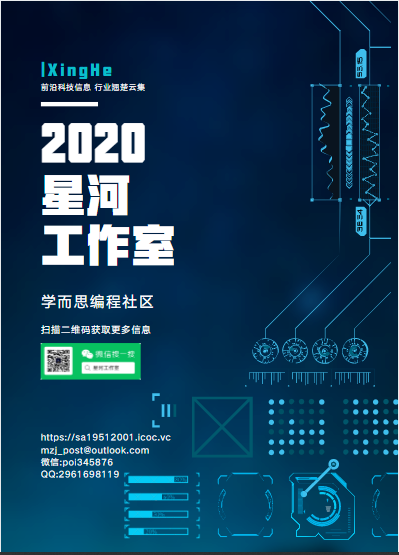 |XingHe
前沿科技信息 行业翘楚云集
2020
星河
工作室
学而思编程社区
扫描二维码获取更多信息
微信搜一搜
星河工作室
https://sa19512001.icoc.vc
mzj_post@outlook.com
微信:pol345876
QQ:2961698119